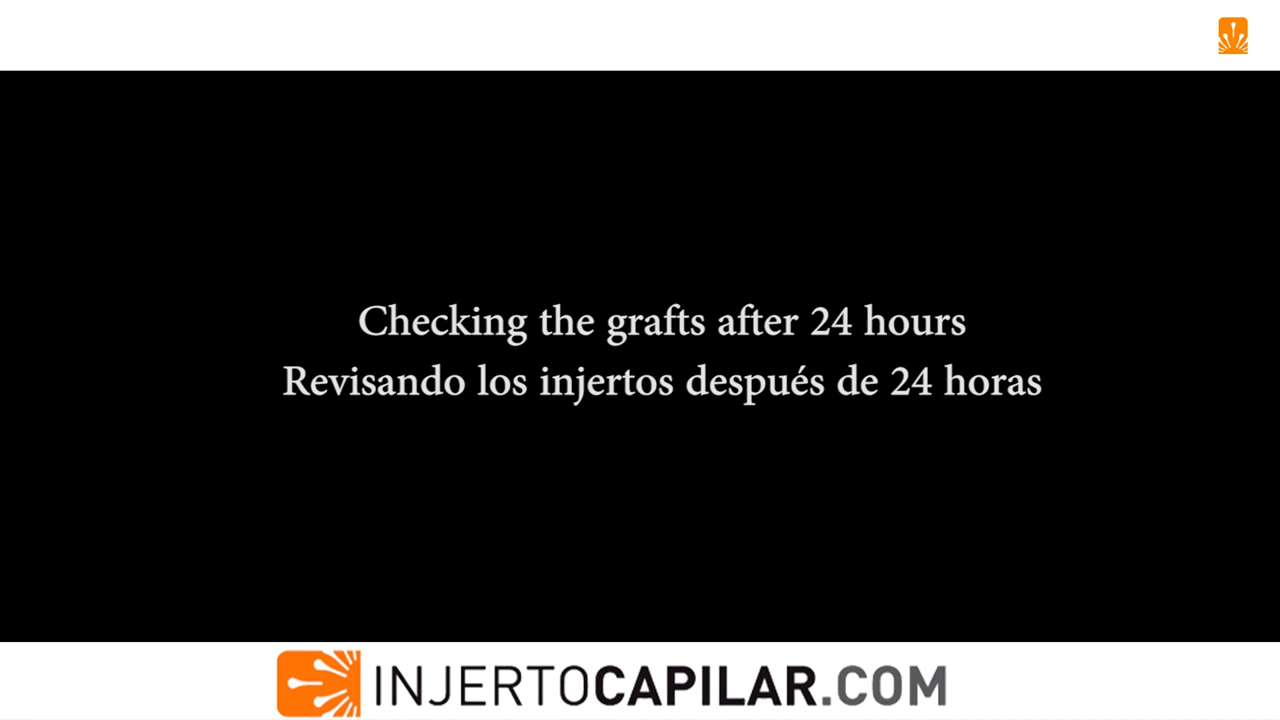 Checking the grafts after 24 hours
Revisando los injertos después de 24 horas
INJERTOCAPILAR.COM